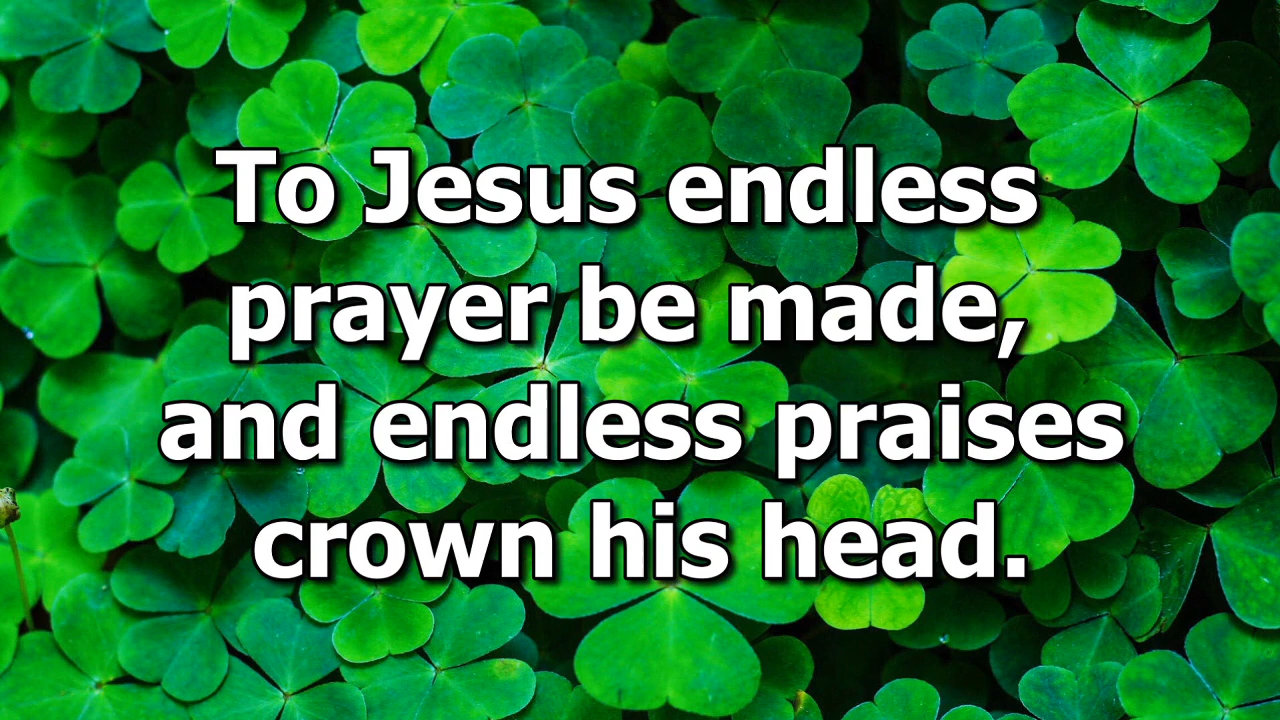 To Jesus endless
prayer be made,
and endless praises
crown his head.